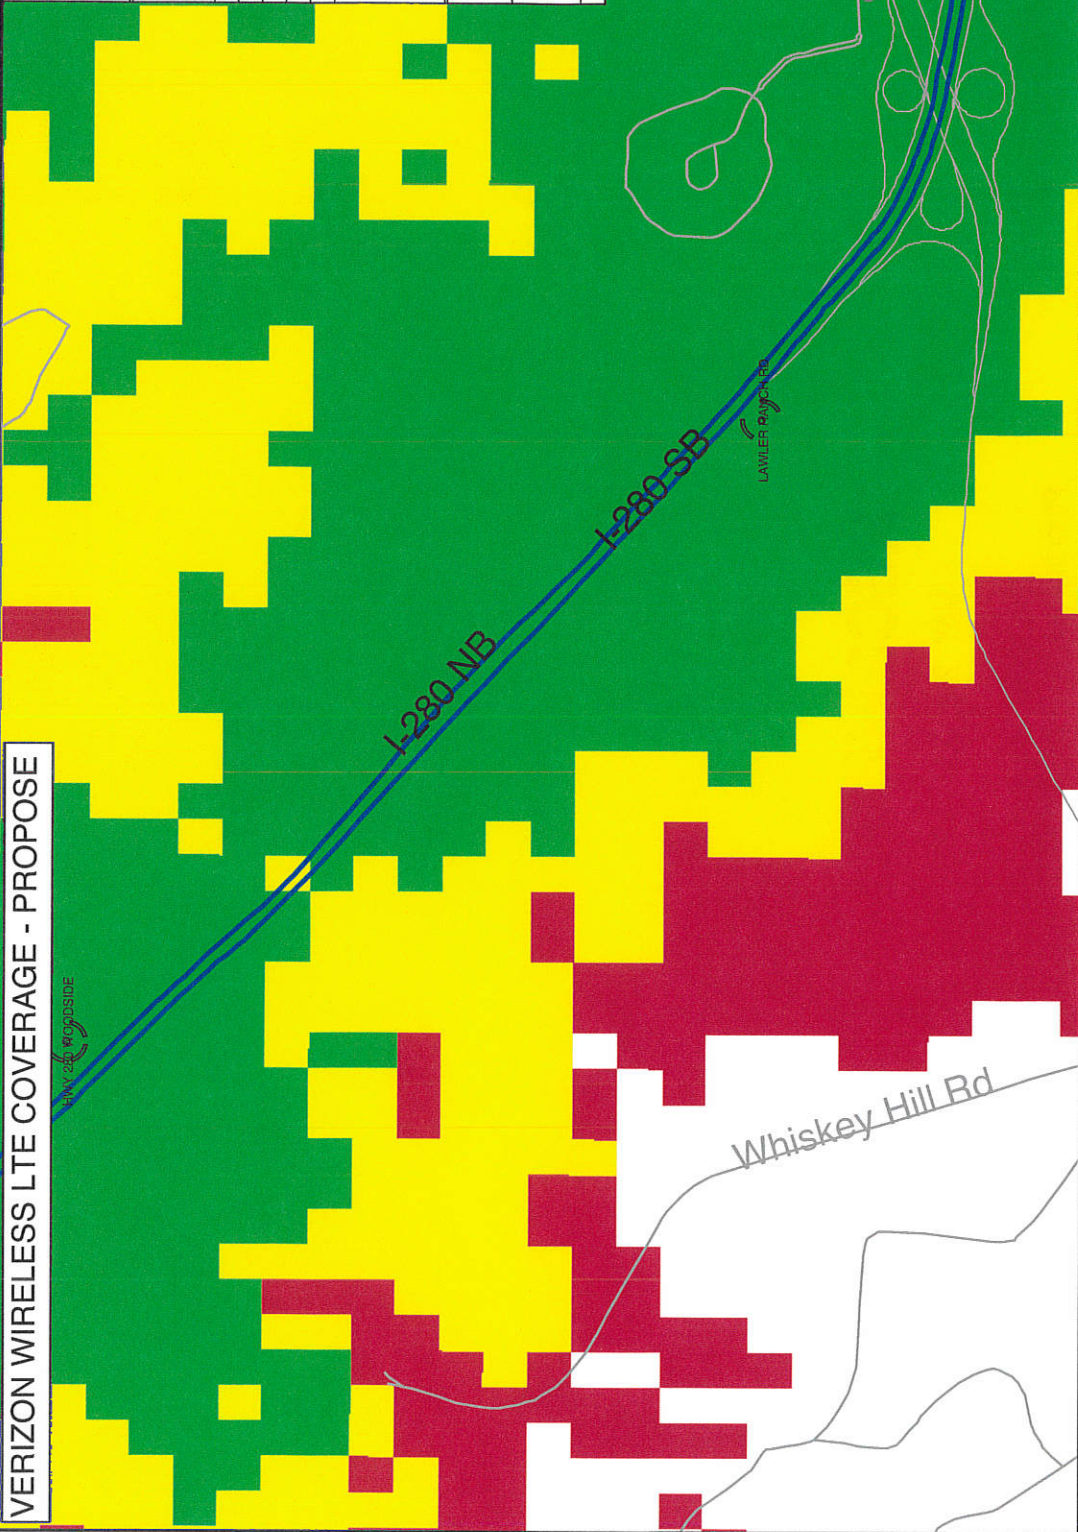 VERIZON WIRELESS LTE COVERAGE - PROPOSE
I-280 SB
LAWLER RANCH RD
I-280 NB
HWY 280 WOODSIDE
Whiskey Hill Rd